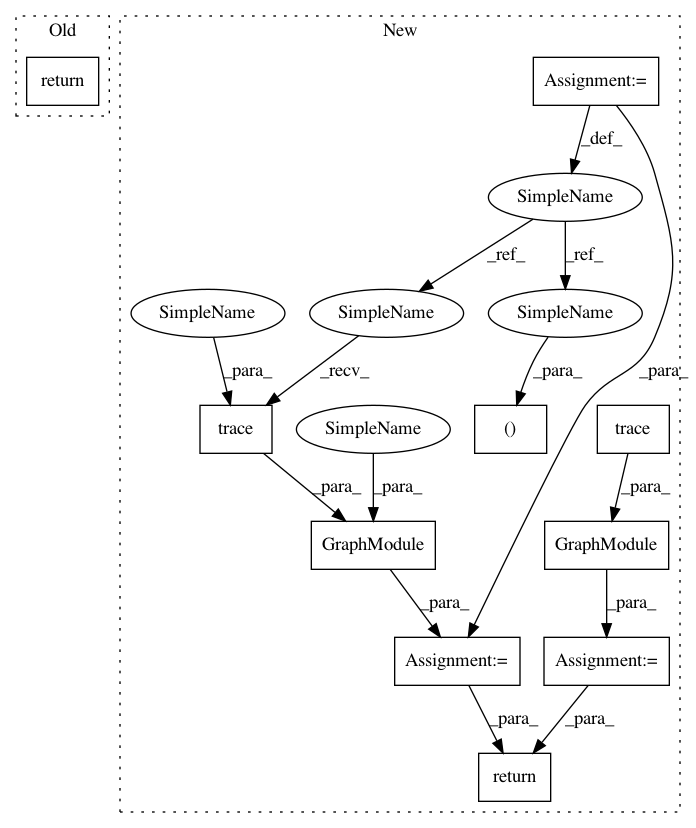 Old
New
return
Assignment:=
_def_
SimpleName
_ref_
_ref_
SimpleName
SimpleName
SimpleName
_para_
_recv_
_para_
_para_
trace
SimpleName
()
trace
_para_
_para_
_para_
GraphModule
GraphModule
_para_
_para_
Assignment:=
Assignment:=
_para_
_para_
return